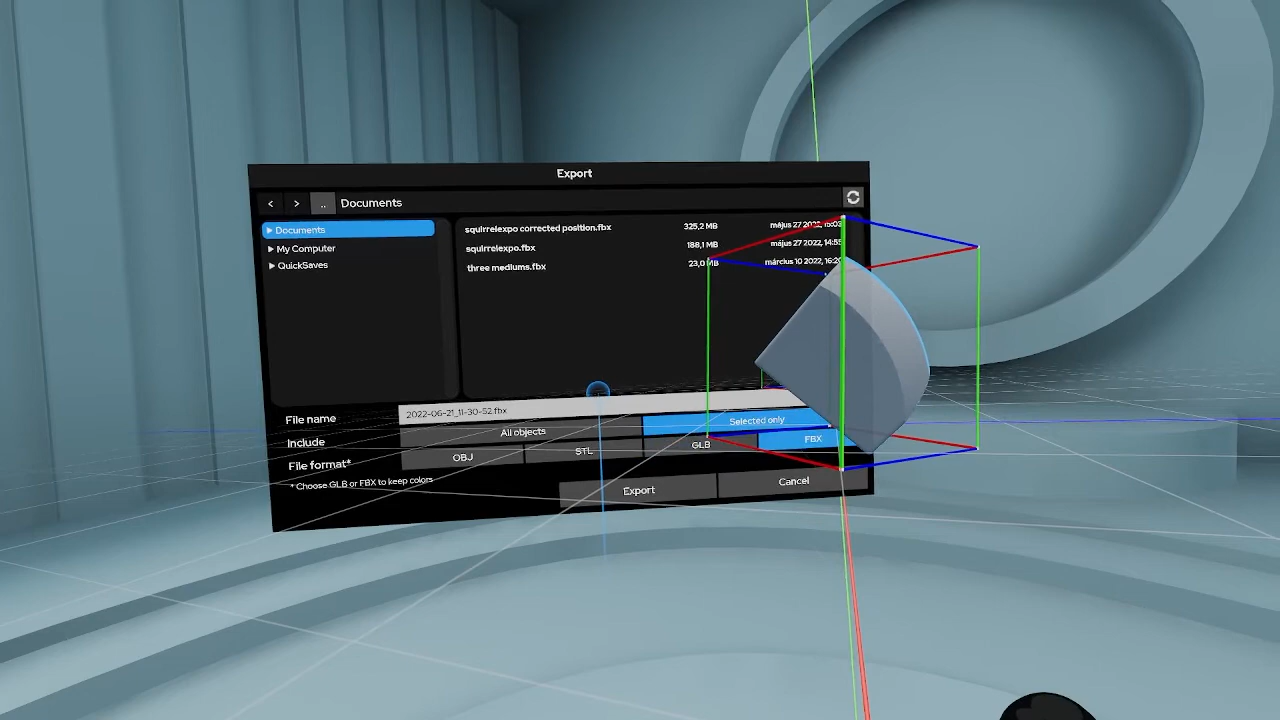 Export
< > .. Documents
Documents
My Computer
QuickSaves
squirrelexpo corrected position.fbx 325,2 MB május 27 2022, 15:03
squirrelexpo.fbx 188,1 MB május 27 2022, 14:55
three mediums.fbx 23,0 MB március 10 2022, 16:20
File name 2022-06-21_11-30-52.fbx
Include All objects Selected only
File format* OBJ STL GLB FBX
* Choose GLB or FBX to keep colors
Export Cancel